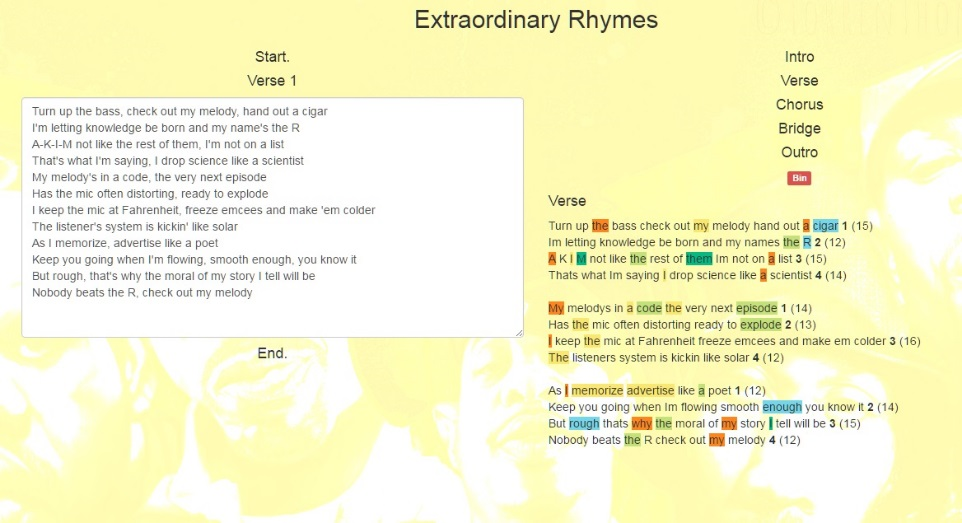 Extraordinary Rhymes
Start.
Verse 1
Turn up the bass, check out my melody, hand out a cigar
I'm letting knowledge be born and my name's the R
A-K-I-M not like the rest of them, I'm not on a list
That's what I'm saying, I drop science like a scientist
My melody's in a code, the very next episode
Has the mic often distorting, ready to explode
I keep the mic at Fahrenheit, freeze emcees and make 'em colder
The listener's system is kickin' like solar
As I memorize, advertise like a poet
Keep you going when I'm flowing, smooth enough, you know it
But rough, that's why the moral of my story I tell will be
Nobody beats the R, check out my melody
End.
Intro
Verse
Chorus
Bridge
Outro
Bin
Verse
Turn up the bass check out my melody hand out a cigar 1 (15)
Im letting knowledge be born and my names the R 2 (12)
A K I M not like the rest of them Im not on a list 3 (15)
Thats what Im saying I drop science like a scientist 4 (14)
My melodys in a code the very next episode 1 (14)
Has the mic often distorting ready to explode 2 (13)
I keep the mic at Fahrenheit freeze emcees and make em colder 3 (16)
The listeners system is kickin like solar 4 (12)
As I memorize advertise like a poet 1 (12)
Keep you going when Im flowing smooth enough you know it 2 (14)
But rough thats why the moral of my story I tell will be 3 (15)
Nobody beats the R check out my melody 4 (12)